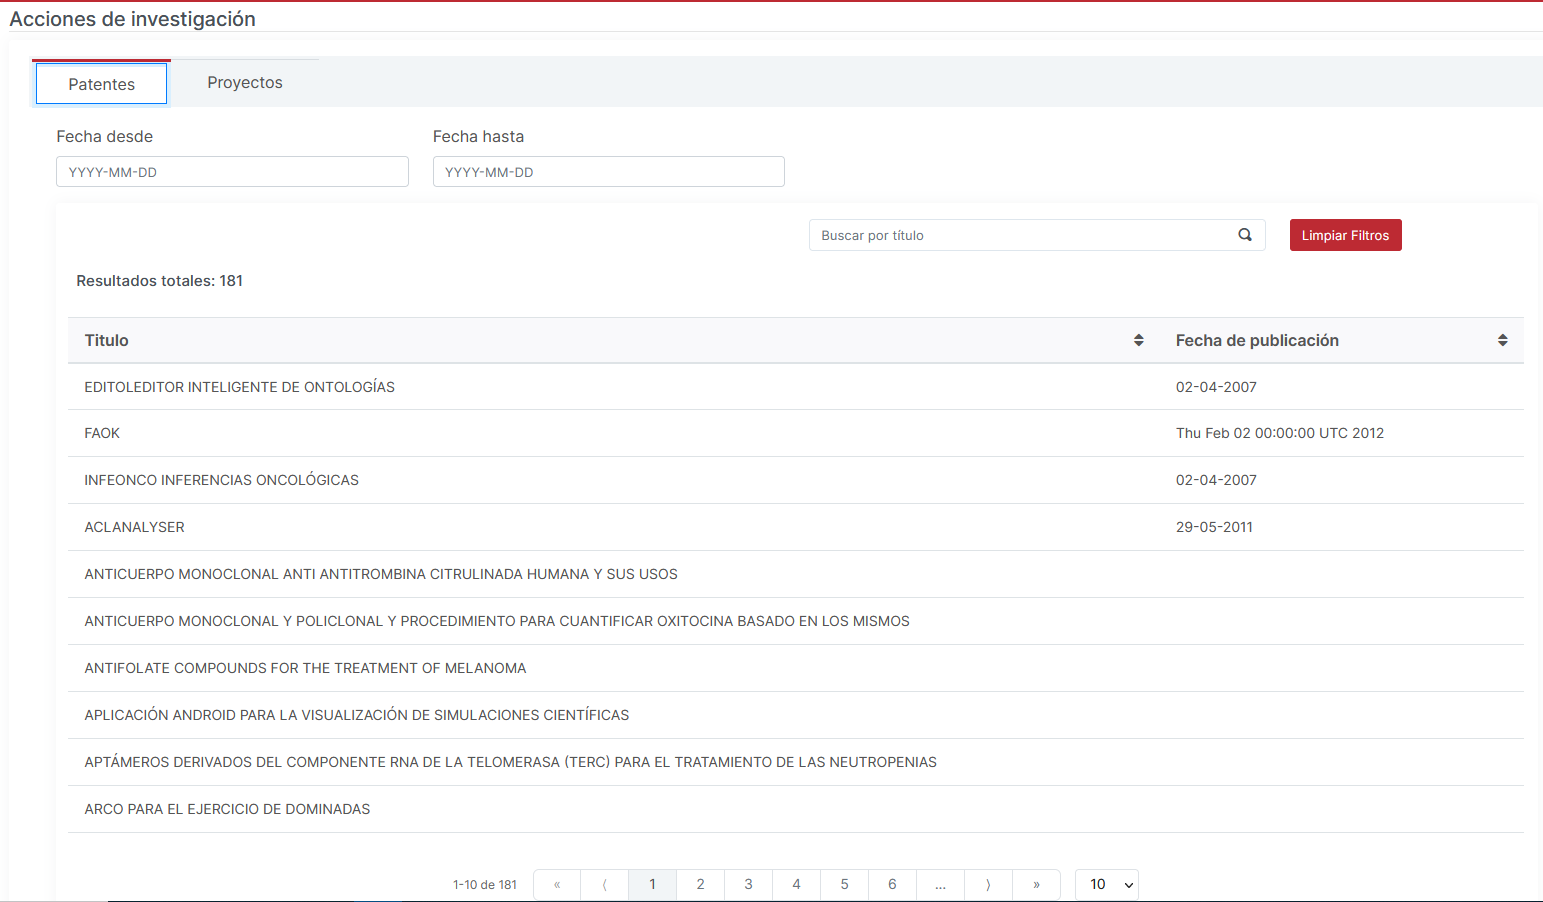 Acciones de investigación
Patentes Proyectos
Fecha desde Fecha hasta
YYYY-MM-DD YYYY-MM-DD
Buscar por título Limpiar Filtros
Resultados totales: 181
Titulo Fecha de publicación
EDITOLEDITOR INTELIGENTE DE ONTOLOGÍAS 02-04-2007
FAOK Thu Feb 02 00:00:00 UTC 2012
INFEONCO INFERENCIAS ONCOLÓGICAS 02-04-2007
ACLANALYSER 29-05-2011
ANTICUERPO MONOCLONAL ANTI ANTITROMBINA CITRULINADA HUMANA Y SUS USOS
ANTICUERPO MONOCLONAL Y POLICLONAL Y PROCEDIMIENTO PARA CUANTIFICAR OXITOCINA BASADO EN LOS MISMOS
ANTIFOLATE COMPOUNDS FOR THE TREATMENT OF MELANOMA
APLICACIÓN ANDROID PARA LA VISUALIZACIÓN DE SIMULACIONES CIENTÍFICAS
APTÁMEROS DERIVADOS DEL COMPONENTE RNA DE LA TELOMERASA (TERC) PARA EL TRATAMIENTO DE LAS NEUTROPENIAS
ARCO PARA EL EJERCICIO DE DOMINADAS
1-10 de 181 « ⟨ 1 2 3 4 5 6 ... ⟩ » 10